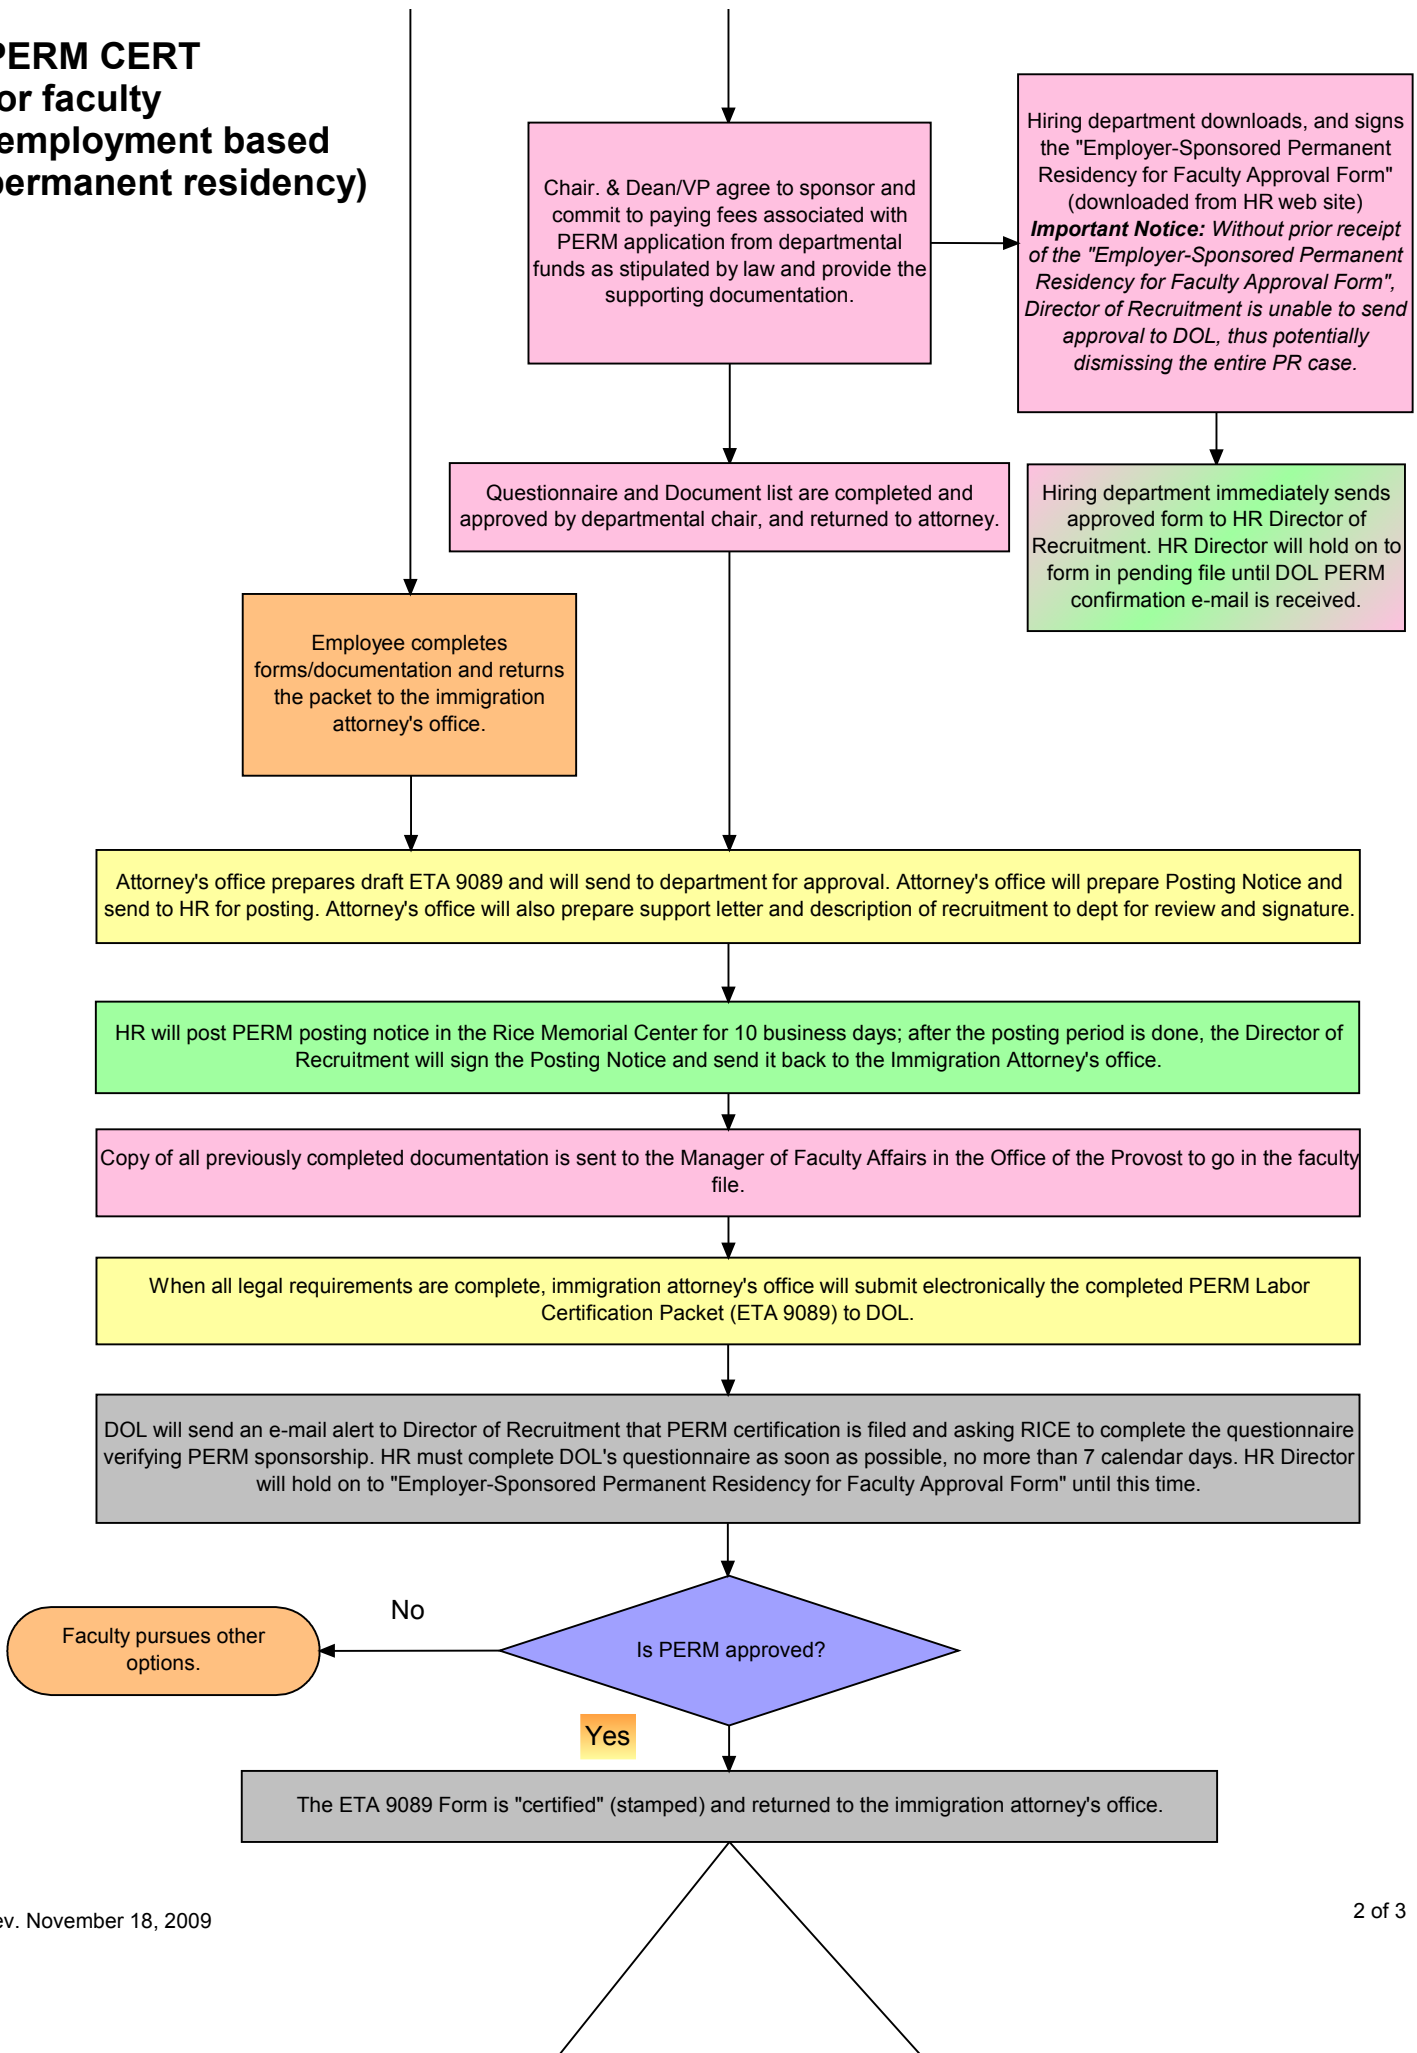 PERM CERT
or faculty
employment based
permanent residency)
Chair. & Dean/VP agree to sponsor and
commit to paying fees associated with
PERM application from departmental
funds as stipulated by law and provide the
supporting documentation.
Hiring department downloads, and signs
the "Employer-Sponsored Permanent
Residency for Faculty Approval Form"
(downloaded from HR web site)
Important Notice: Without prior receipt
of the "Employer-Sponsored Permanent
Residency for Faculty Approval Form",
Director of Recruitment is unable to send
approval to DOL, thus potentially
dismissing the entire PR case.
Questionnaire and Document list are completed and
approved by departmental chair, and returned to attorney.
Hiring department immediately sends
approved form to HR Director of
Recruitment. HR Director will hold on to
form in pending file until DOL PERM
confirmation e-mail is received.
Employee completes
forms/documentation and returns
the packet to the immigration
attorney's office.
Attorney's office prepares draft ETA 9089 and will send to department for approval. Attorney's office will prepare Posting Notice and
send to HR for posting. Attorney's office will also prepare support letter and description of recruitment to dept for review and signature.
HR will post PERM posting notice in the Rice Memorial Center for 10 business days; after the posting period is done, the Director of
Recruitment will sign the Posting Notice and send it back to the Immigration Attorney's office.
Copy of all previously completed documentation is sent to the Manager of Faculty Affairs in the Office of the Provost to go in the faculty
file.
When all legal requirements are complete, immigration attorney's office will submit electronically the completed PERM Labor
Certification Packet (ETA 9089) to DOL.
DOL will send an e-mail alert to Director of Recruitment that PERM certification is filed and asking RICE to complete the questionnaire
verifying PERM sponsorship. HR must complete DOL's questionnaire as soon as possible, no more than 7 calendar days. HR Director
will hold on to "Employer-Sponsored Permanent Residency for Faculty Approval Form" until this time.
No
Faculty pursues other
options.
Is PERM approved?
Yes
The ETA 9089 Form is "certified" (stamped) and returned to the immigration attorney's office.
ev. November 18, 2009
2 of 3